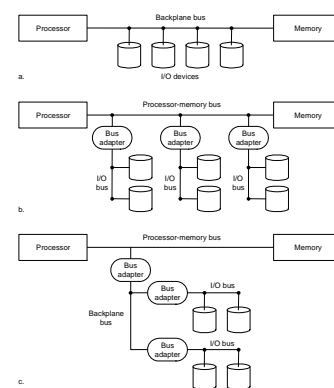 Backplane bus
Processor
Memory
a.
I/O devices
Processor-memory bus
Processor
Memory
Bus
adapter
Bus
adapter
Bus
adapter
I/O
bus
I/O
bus
I/O
bus
b.
Processor-memory bus
Processor
Memory
Bus
adapter
Backplane
bus
Bus
adapter
I/O bus
Bus
adapter
I/O bus
c.